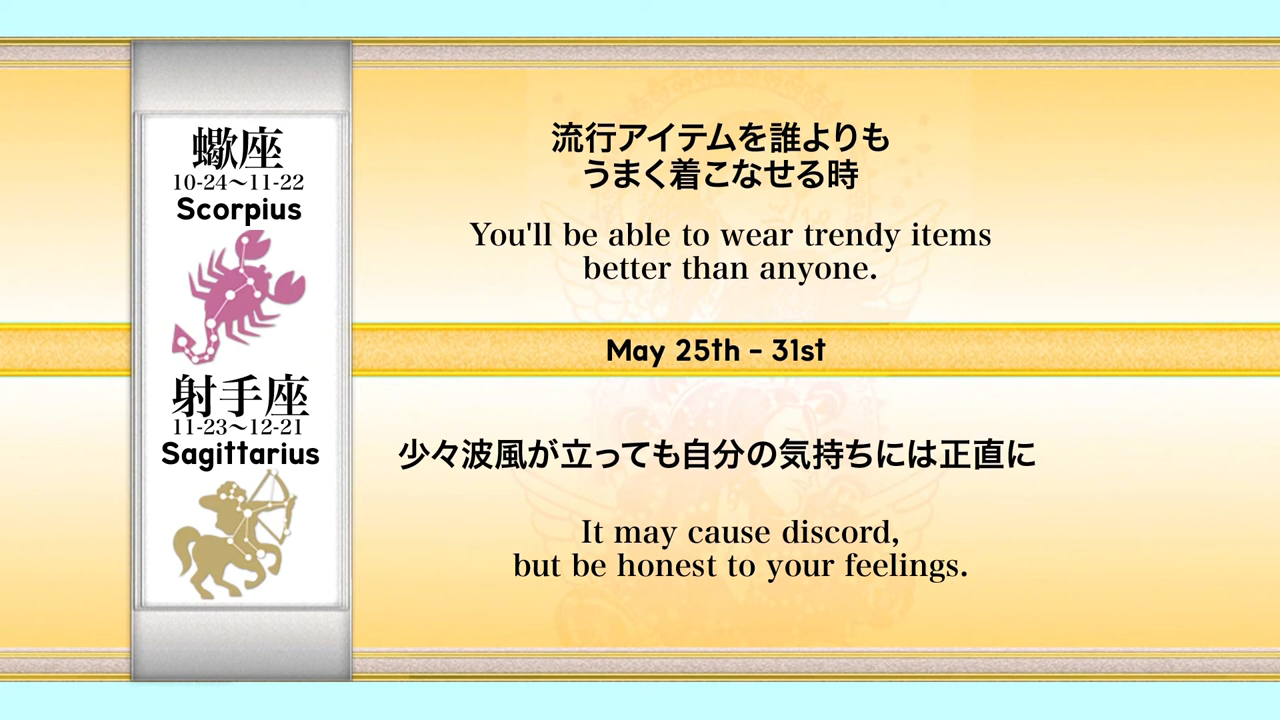 蠍座
10-24〜11-22
Scorpius
流行アイテムを誰よりも
うまく着こなせる時
You'll be able to wear trendy items
better than anyone.
May 25th - 31st
射手座
11-23〜12-21
Sagittarius
少々波風が立っても自分の気持ちには正直に
It may cause discord,
but be honest to your feelings.